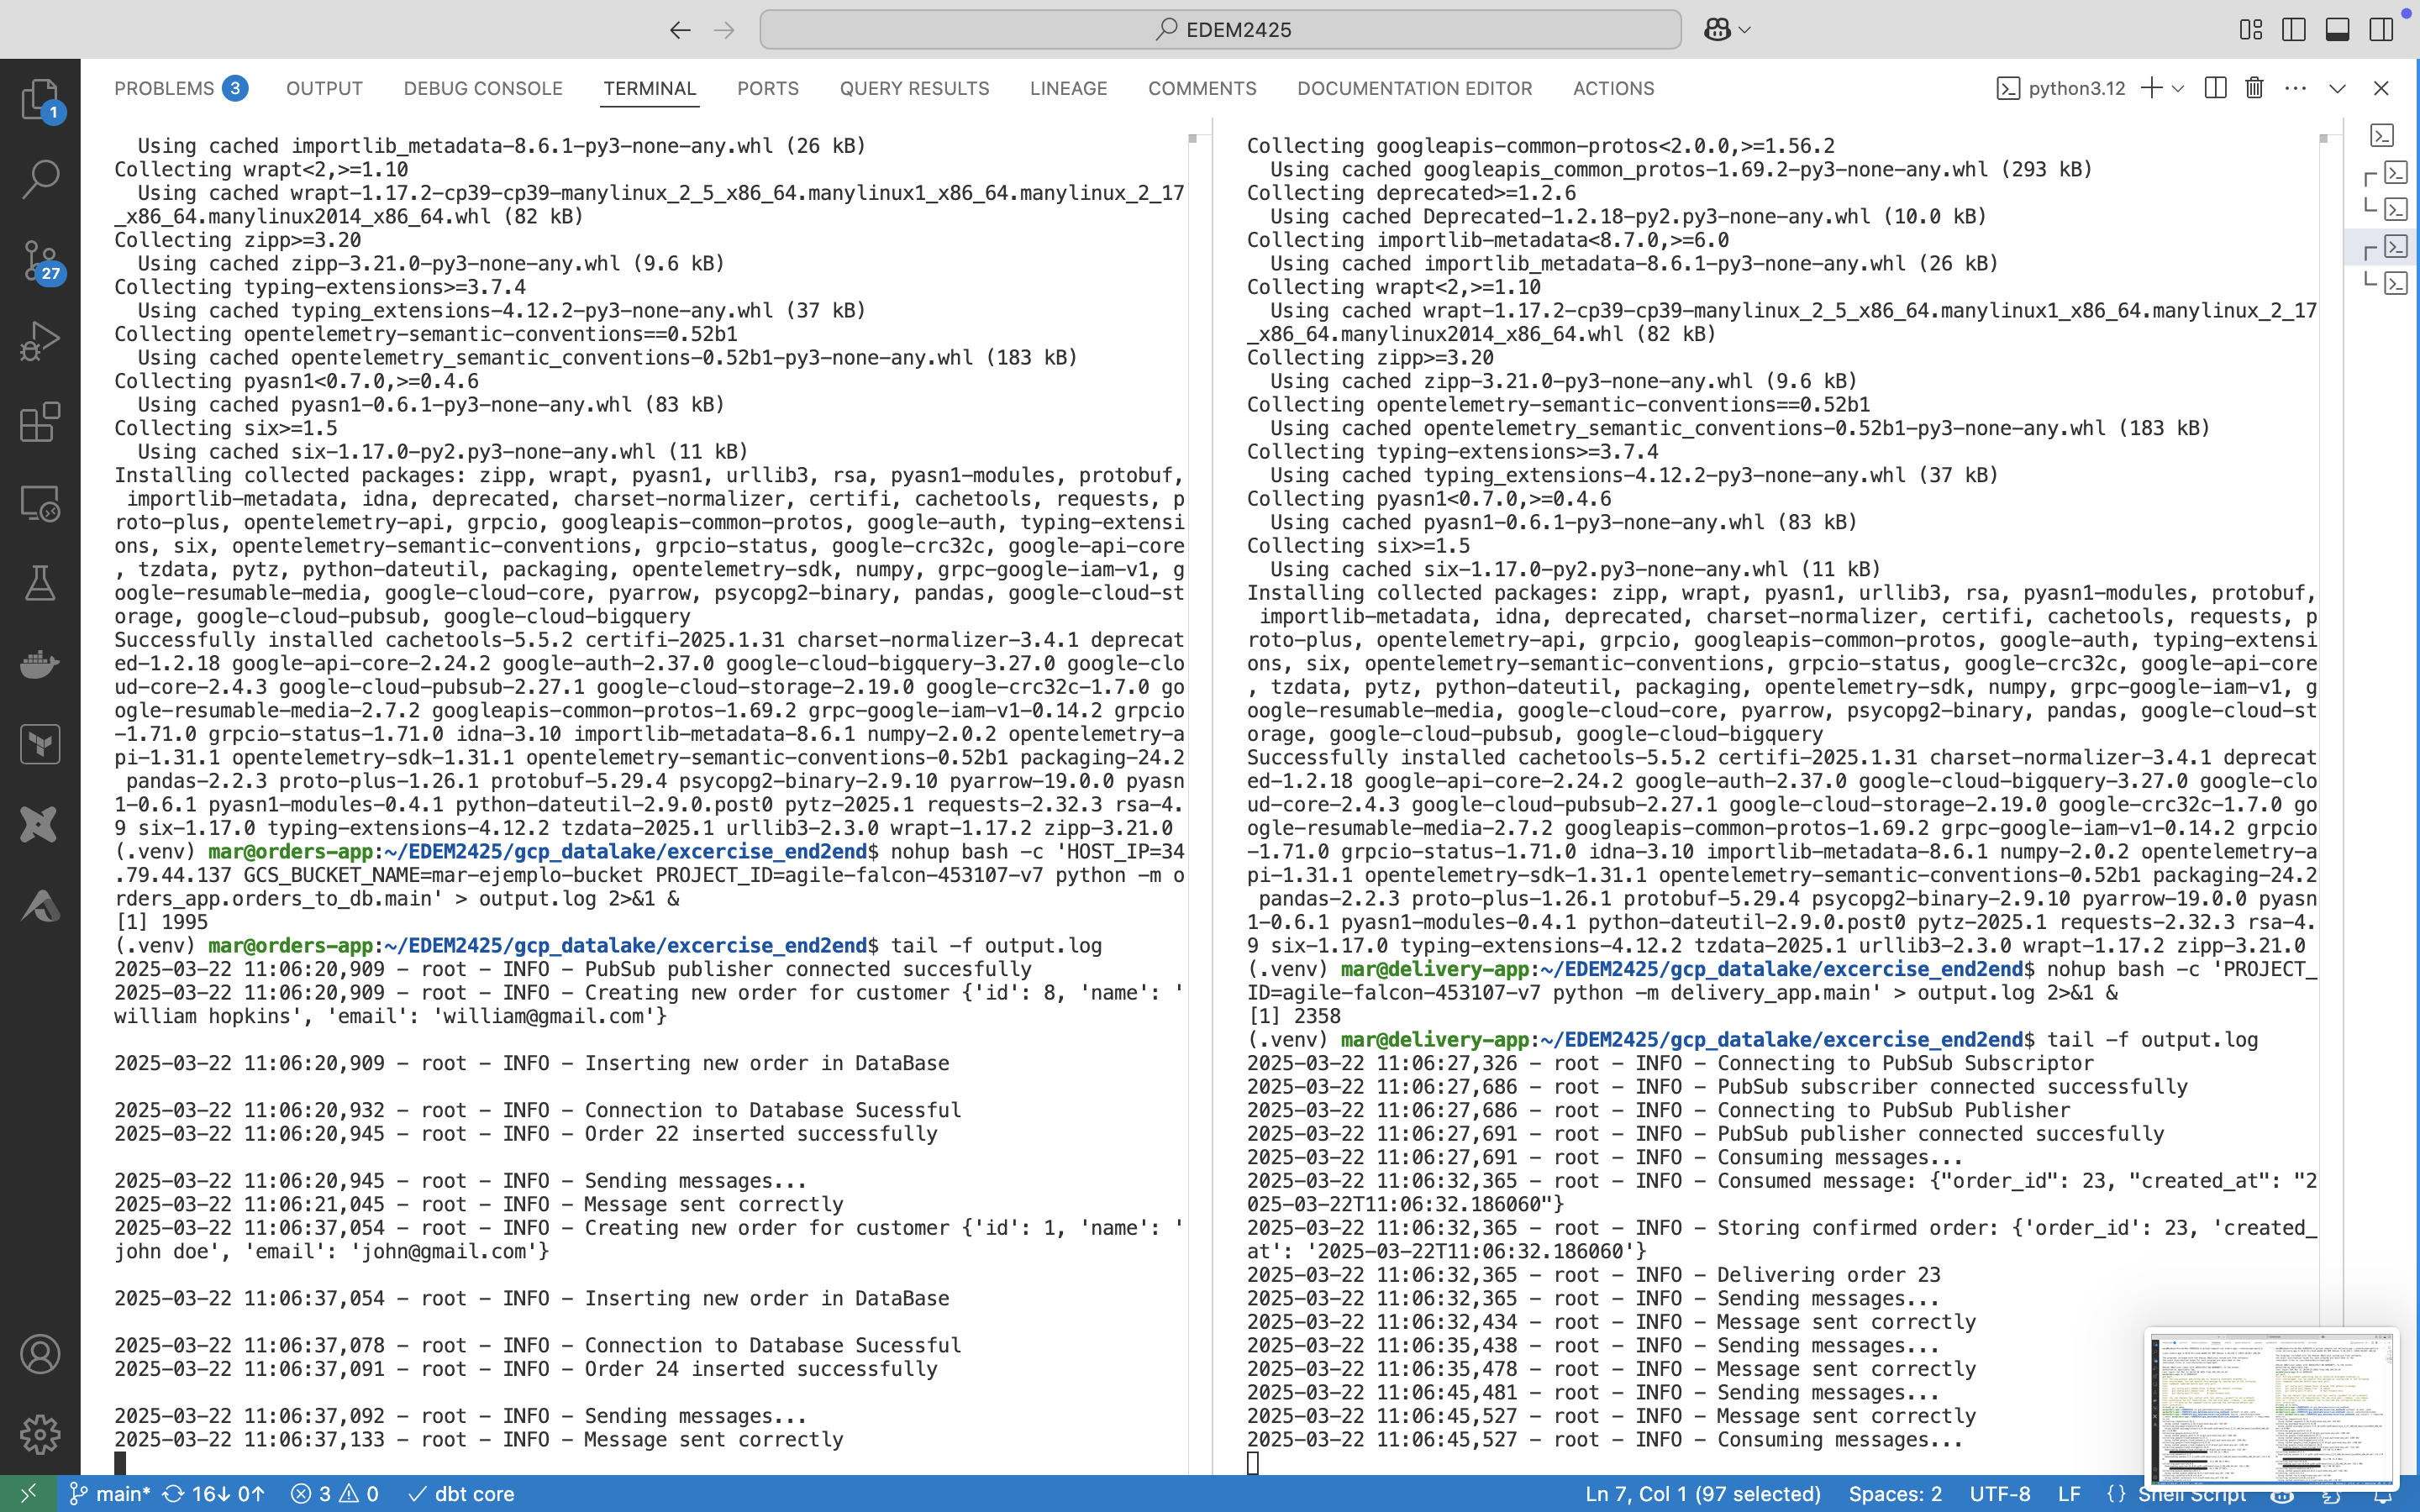 EDEM2425
PROBLEMS 3 OUTPUT DEBUG CONSOLE TERMINAL PORTS QUERY RESULTS LINEAGE COMMENTS DOCUMENTATION EDITOR ACTIONS python3.12
1
27
Using cached importlib_metadata-8.6.1-py3-none-any.whl (26 kB)
Collecting wrapt<2,>=1.10
Using cached wrapt-1.17.2-cp39-cp39-manylinux_2_5_x86_64.manylinux1_x86_64.manylinux_2_17
_x86_64.manylinux2014_x86_64.whl (82 kB)
Collecting zipp>=3.20
Using cached zipp-3.21.0-py3-none-any.whl (9.6 kB)
Collecting typing-extensions>=3.7.4
Using cached typing_extensions-4.12.2-py3-none-any.whl (37 kB)
Collecting opentelemetry-semantic-conventions==0.52b1
Using cached opentelemetry_semantic_conventions-0.52b1-py3-none-any.whl (183 kB)
Collecting pyasn1<0.7.0,>=0.4.6
Using cached pyasn1-0.6.1-py3-none-any.whl (83 kB)
Collecting six>=1.5
Using cached six-1.17.0-py2.py3-none-any.whl (11 kB)
Installing collected packages: zipp, wrapt, pyasn1, urllib3, rsa, pyasn1-modules, protobuf,
importlib-metadata, idna, deprecated, charset-normalizer, certifi, cachetools, requests, p
roto-plus, opentelemetry-api, grpcio, googleapis-common-protos, google-auth, typing-extensi
ons, six, opentelemetry-semantic-conventions, grpcio-status, google-crc32c, google-api-core
, tzdata, pytz, python-dateutil, packaging, opentelemetry-sdk, numpy, grpc-google-iam-v1, g
oogle-resumable-media, google-cloud-core, pyarrow, psycopg2-binary, pandas, google-cloud-st
orage, google-cloud-pubsub, google-cloud-bigquery
Successfully installed cachetools-5.5.2 certifi-2025.1.31 charset-normalizer-3.4.1 deprecat
ed-1.2.18 google-api-core-2.24.2 google-auth-2.37.0 google-cloud-bigquery-3.27.0 google-clo
ud-core-2.4.3 google-cloud-pubsub-2.27.1 google-cloud-storage-2.19.0 google-crc32c-1.7.0 go
ogle-resumable-media-2.7.2 googleapis-common-protos-1.69.2 grpc-google-iam-v1-0.14.2 grpcio
-1.71.0 grpcio-status-1.71.0 idna-3.10 importlib-metadata-8.6.1 numpy-2.0.2 opentelemetry-a
pi-1.31.1 opentelemetry-sdk-1.31.1 opentelemetry-semantic-conventions-0.52b1 packaging-24.2
pandas-2.2.3 proto-plus-1.26.1 protobuf-5.29.4 psycopg2-binary-2.9.10 pyarrow-19.0.0 pyasn
1-0.6.1 pyasn1-modules-0.4.1 python-dateutil-2.9.0.post0 pytz-2025.1 requests-2.32.3 rsa-4.
9 six-1.17.0 typing-extensions-4.12.2 tzdata-2025.1 urllib3-2.3.0 wrapt-1.17.2 zipp-3.21.0
(.venv) mar@orders-app:~/EDEM2425/gcp_datalake/excercise_end2end$ nohup bash -c 'HOST_IP=34
.79.44.137 GCS_BUCKET_NAME=mar-ejemplo-bucket PROJECT_ID=agile-falcon-453107-v7 python -m o
rders_app.orders_to_db.main' > output.log 2>&1 &
[1] 1995
(.venv) mar@orders-app:~/EDEM2425/gcp_datalake/excercise_end2end$ tail -f output.log
2025-03-22 11:06:20,909 - root - INFO - PubSub publisher connected succesfully
2025-03-22 11:06:20,909 - root - INFO - Creating new order for customer {'id': 8, 'name': '
william hopkins', 'email': 'william@gmail.com'}
2025-03-22 11:06:20,909 - root - INFO - Inserting new order in DataBase
2025-03-22 11:06:20,932 - root - INFO - Connection to Database Sucessful
2025-03-22 11:06:20,945 - root - INFO - Order 22 inserted successfully
2025-03-22 11:06:20,945 - root - INFO - Sending messages...
2025-03-22 11:06:21,045 - root - INFO - Message sent correctly
2025-03-22 11:06:37,054 - root - INFO - Creating new order for customer {'id': 1, 'name': '
john doe', 'email': 'john@gmail.com'}
2025-03-22 11:06:37,054 - root - INFO - Inserting new order in DataBase
2025-03-22 11:06:37,078 - root - INFO - Connection to Database Sucessful
2025-03-22 11:06:37,091 - root - INFO - Order 24 inserted successfully
2025-03-22 11:06:37,092 - root - INFO - Sending messages...
2025-03-22 11:06:37,133 - root - INFO - Message sent correctly
Collecting googleapis-common-protos<2.0.0,>=1.56.2
Using cached googleapis_common_protos-1.69.2-py3-none-any.whl (293 kB)
Collecting deprecated>=1.2.6
Using cached Deprecated-1.2.18-py2.py3-none-any.whl (10.0 kB)
Collecting importlib-metadata<8.7.0,>=6.0
Using cached importlib_metadata-8.6.1-py3-none-any.whl (26 kB)
Collecting wrapt<2,>=1.10
Using cached wrapt-1.17.2-cp39-cp39-manylinux_2_5_x86_64.manylinux1_x86_64.manylinux_2_17
_x86_64.manylinux2014_x86_64.whl (82 kB)
Collecting zipp>=3.20
Using cached zipp-3.21.0-py3-none-any.whl (9.6 kB)
Collecting opentelemetry-semantic-conventions==0.52b1
Using cached opentelemetry_semantic_conventions-0.52b1-py3-none-any.whl (183 kB)
Collecting typing-extensions>=3.7.4
Using cached typing_extensions-4.12.2-py3-none-any.whl (37 kB)
Collecting pyasn1<0.7.0,>=0.4.6
Using cached pyasn1-0.6.1-py3-none-any.whl (83 kB)
Collecting six>=1.5
Using cached six-1.17.0-py2.py3-none-any.whl (11 kB)
Installing collected packages: zipp, wrapt, pyasn1, urllib3, rsa, pyasn1-modules, protobuf,
importlib-metadata, idna, deprecated, charset-normalizer, certifi, cachetools, requests, p
roto-plus, opentelemetry-api, grpcio, googleapis-common-protos, google-auth, typing-extensi
ons, six, opentelemetry-semantic-conventions, grpcio-status, google-crc32c, google-api-core
, tzdata, pytz, python-dateutil, packaging, opentelemetry-sdk, numpy, grpc-google-iam-v1, g
oogle-resumable-media, google-cloud-core, pyarrow, psycopg2-binary, pandas, google-cloud-st
orage, google-cloud-pubsub, google-cloud-bigquery
Successfully installed cachetools-5.5.2 certifi-2025.1.31 charset-normalizer-3.4.1 deprecat
ed-1.2.18 google-api-core-2.24.2 google-auth-2.37.0 google-cloud-bigquery-3.27.0 google-clo
ud-core-2.4.3 google-cloud-pubsub-2.27.1 google-cloud-storage-2.19.0 google-crc32c-1.7.0 go
ogle-resumable-media-2.7.2 googleapis-common-protos-1.69.2 grpc-google-iam-v1-0.14.2 grpcio
-1.71.0 grpcio-status-1.71.0 idna-3.10 importlib-metadata-8.6.1 numpy-2.0.2 opentelemetry-a
pi-1.31.1 opentelemetry-sdk-1.31.1 opentelemetry-semantic-conventions-0.52b1 packaging-24.2
pandas-2.2.3 proto-plus-1.26.1 protobuf-5.29.4 psycopg2-binary-2.9.10 pyarrow-19.0.0 pyasn
1-0.6.1 pyasn1-modules-0.4.1 python-dateutil-2.9.0.post0 pytz-2025.1 requests-2.32.3 rsa-4.
9 six-1.17.0 typing-extensions-4.12.2 tzdata-2025.1 urllib3-2.3.0 wrapt-1.17.2 zipp-3.21.0
(.venv) mar@delivery-app:~/EDEM2425/gcp_datalake/excercise_end2end$ nohup bash -c 'PROJECT_
ID=agile-falcon-453107-v7 python -m delivery_app.main' > output.log 2>&1 &
[1] 2358
(.venv) mar@delivery-app:~/EDEM2425/gcp_datalake/excercise_end2end$ tail -f output.log
2025-03-22 11:06:27,326 - root - INFO - Connecting to PubSub Subscriptor
2025-03-22 11:06:27,686 - root - INFO - PubSub subscriber connected successfully
2025-03-22 11:06:27,686 - root - INFO - Connecting to PubSub Publisher
2025-03-22 11:06:27,691 - root - INFO - PubSub publisher connected succesfully
2025-03-22 11:06:27,691 - root - INFO - Consuming messages...
2025-03-22 11:06:32,365 - root - INFO - Consumed message: {"order_id": 23, "created_at": "2
025-03-22T11:06:32.186060"}
2025-03-22 11:06:32,365 - root - INFO - Storing confirmed order: {'order_id': 23, 'created_
at': '2025-03-22T11:06:32.186060'}
2025-03-22 11:06:32,365 - root - INFO - Delivering order 23
2025-03-22 11:06:32,365 - root - INFO - Sending messages...
2025-03-22 11:06:32,434 - root - INFO - Message sent correctly
2025-03-22 11:06:35,438 - root - INFO - Sending messages...
2025-03-22 11:06:35,478 - root - INFO - Message sent correctly
2025-03-22 11:06:45,481 - root - INFO - Sending messages...
2025-03-22 11:06:45,527 - root - INFO - Message sent correctly
2025-03-22 11:06:45,527 - root - INFO - Consuming messages...
main* 16↓ 0↑ 3 0 dbt core Ln 7, Col 1 (97 selected) Spaces: 2 UTF-8 LF {} Shell Script